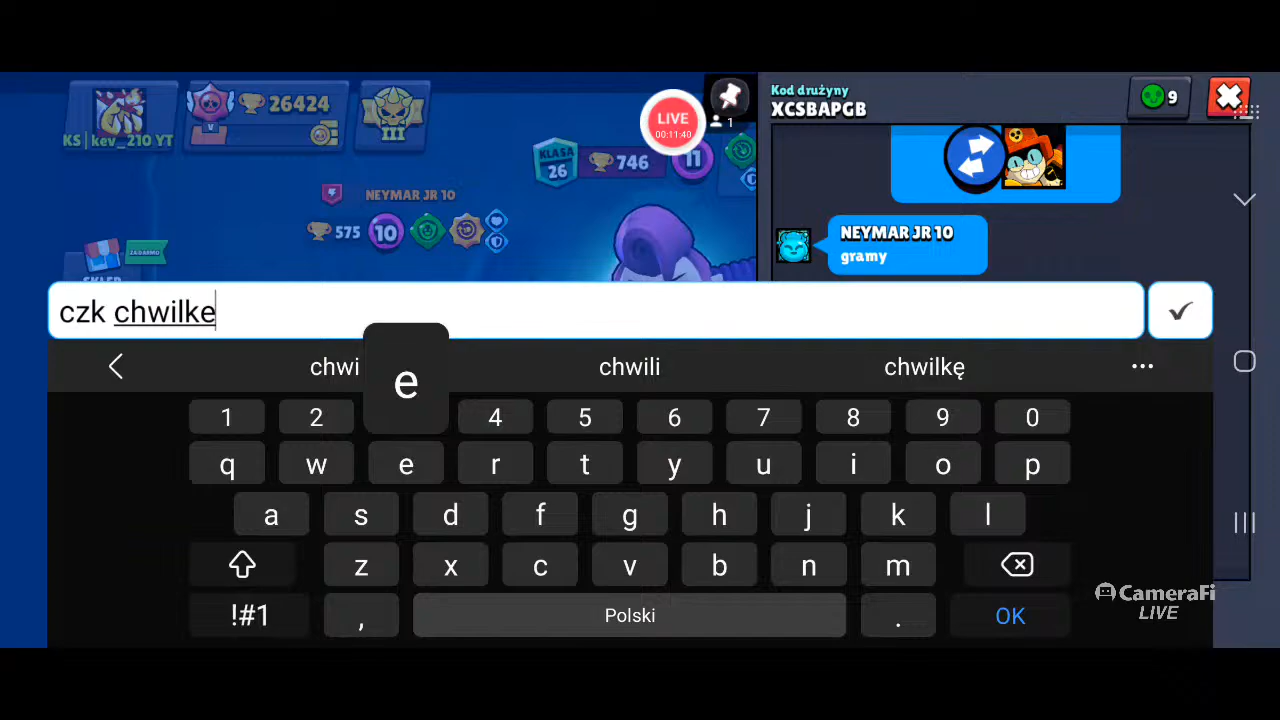 KS | kev_210 YT
V
26424
III
LIVE
00:11:40
1
Kod drużyny
XCSBAPGB
9
KLASA
26
746
11
NEYMAR JR 10
575
10
ZADARMO
SKLEP
NEYMAR JR 10
gramy
czk chwilke
chwi
e
chwili
chwilkę
1 2 4 5 6 7 8 9 0
q w e r t y u i o p
a s d f g h j k l
z x c v b n m
!#1 , Polski . OK
CameraFi
LIVE